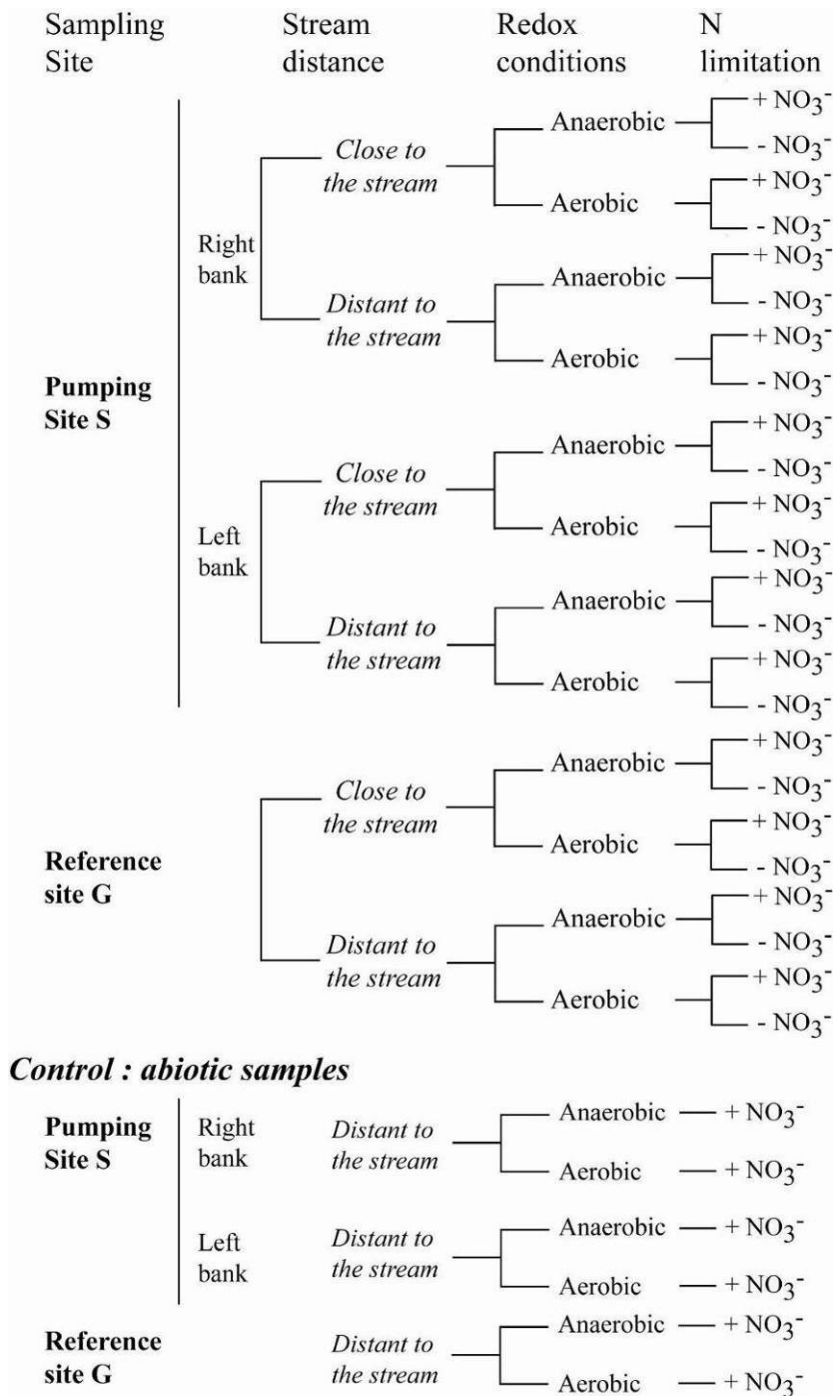 Sampling Site
Stream distance
Redox conditions
N limitation
Pumping Site S
Right bank
Close to the stream
Anaerobic
+ NO3-
- NO3-
Aerobic
+ NO3-
- NO3-
Distant to the stream
Anaerobic
+ NO3-
- NO3-
Aerobic
+ NO3-
- NO3-
Left bank
Close to the stream
Anaerobic
+ NO3-
- NO3-
Aerobic
+ NO3-
- NO3-
Distant to the stream
Anaerobic
+ NO3-
- NO3-
Aerobic
+ NO3-
- NO3-
Reference site G
Close to the stream
Anaerobic
+ NO3-
- NO3-
Aerobic
+ NO3-
- NO3-
Distant to the stream
Anaerobic
+ NO3-
- NO3-
Aerobic
+ NO3-
- NO3-
Control : abiotic samples
Pumping Site S
Right bank
Distant to the stream
Anaerobic
+ NO3-
Aerobic
+ NO3-
Left bank
Distant to the stream
Anaerobic
+ NO3-
Aerobic
+ NO3-
Reference site G
Distant to the stream
Anaerobic
+ NO3-
Aerobic
+ NO3-